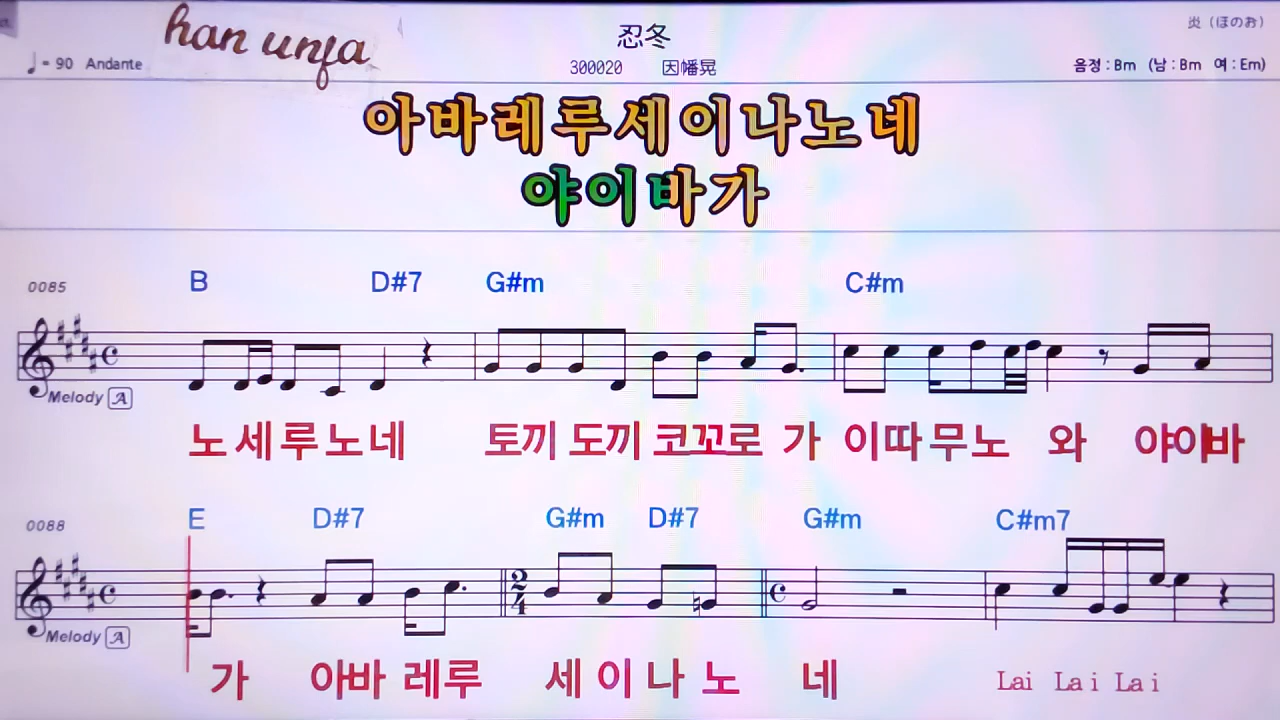 han unfa
忍冬
炎 (ほのお)
♩= 90 Andante
300020 因幡晃
음정 : Bm (남 : Bm 여 : Em)
아바레루세이나노네
야이바가
0085 B D#7 G#m C#m
Melody A
노세루노네 토끼 도끼 코꼬로 가 이따무노 와 야이바
0088 E D#7 G#m D#7 G#m C#m7
2 4
Melody A
가 아바 레루 세 이 나 노 네 Lai Lai Lai